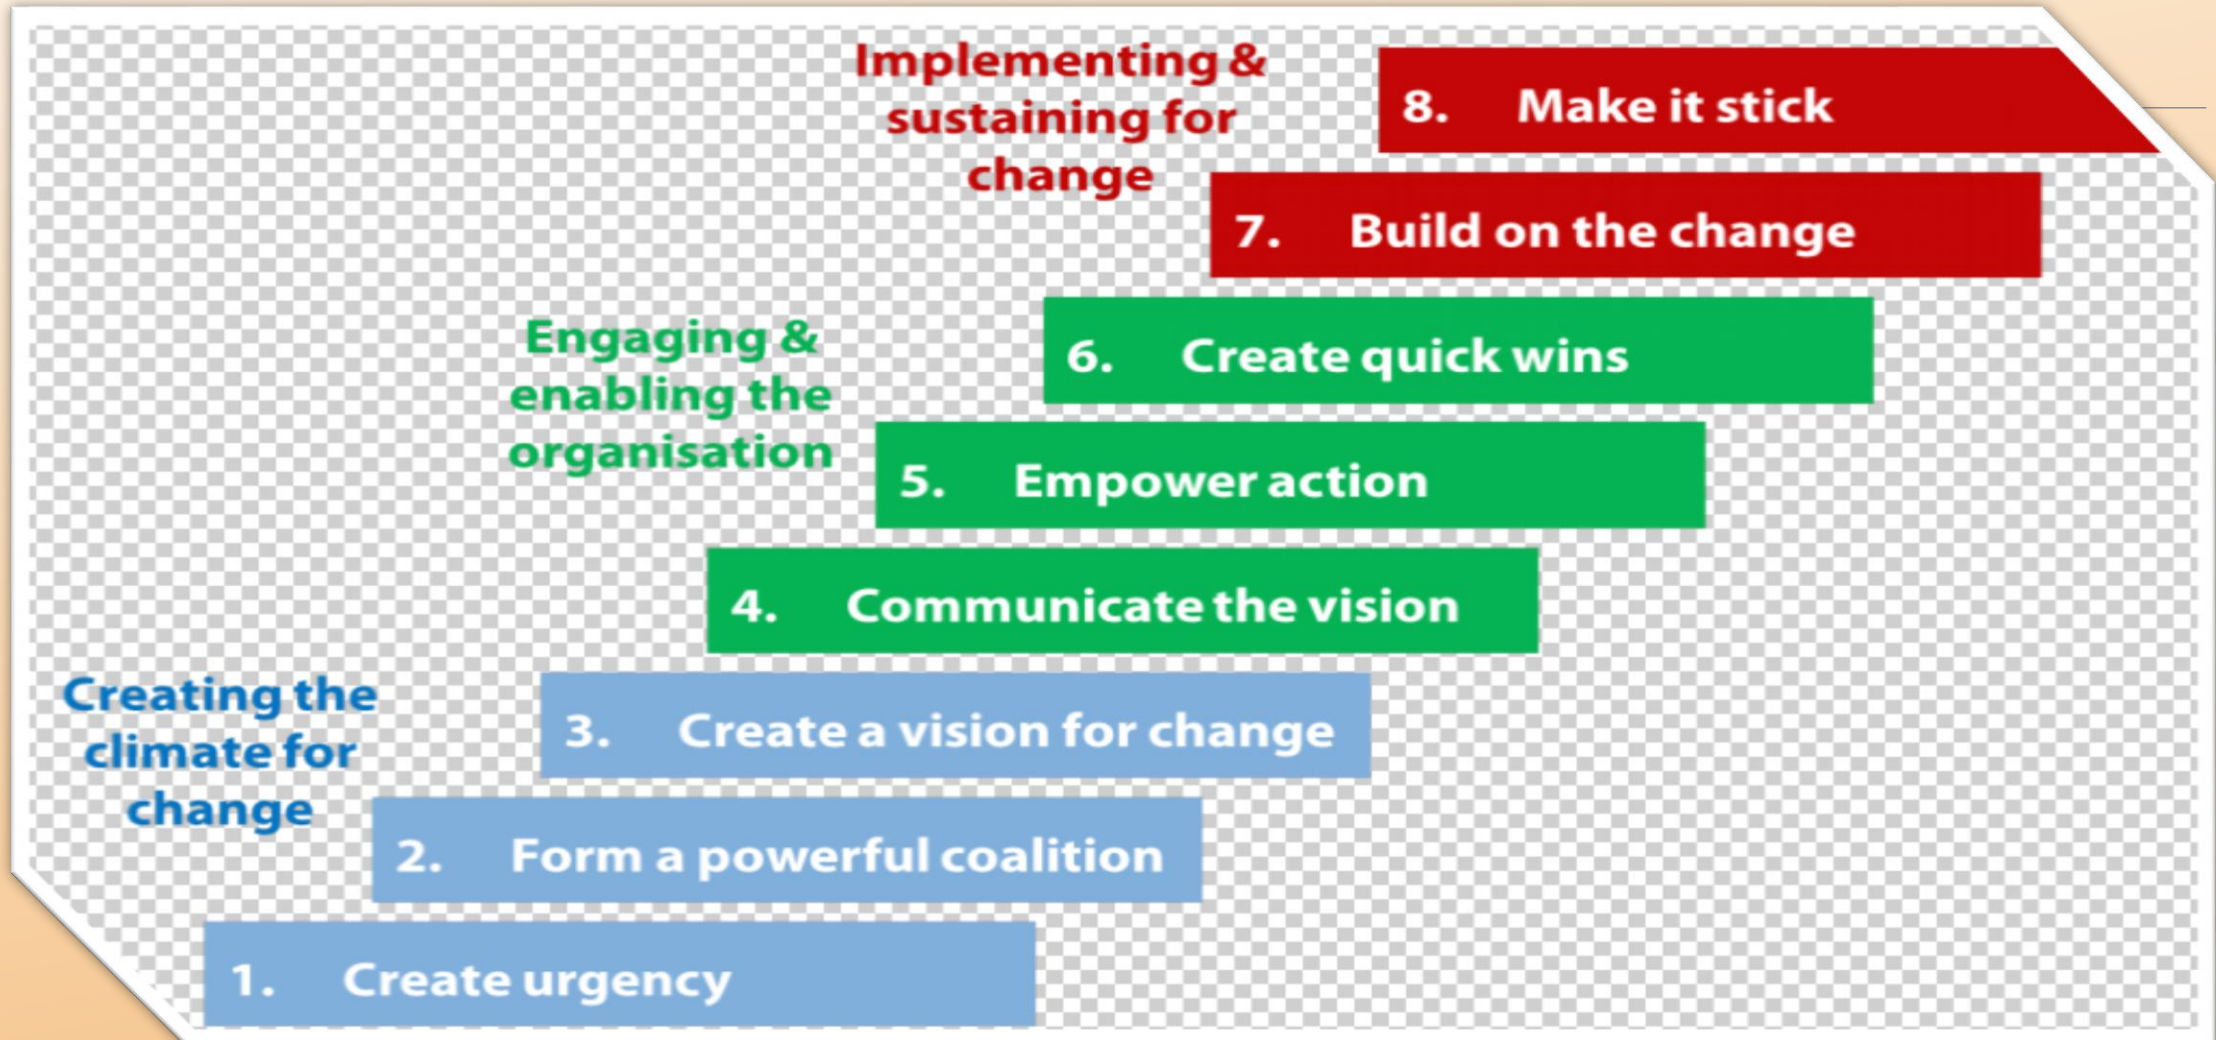 Implementing &
sustaining for
change
8. Make it stick
7. Build on the change
Engaging &
enabling the
organisation
6. Create quick wins
5. Empower action
4. Communicate the vision
Creating the
climate for
change
3. Create a vision for change
2. Form a powerful coalition
1. Create urgency